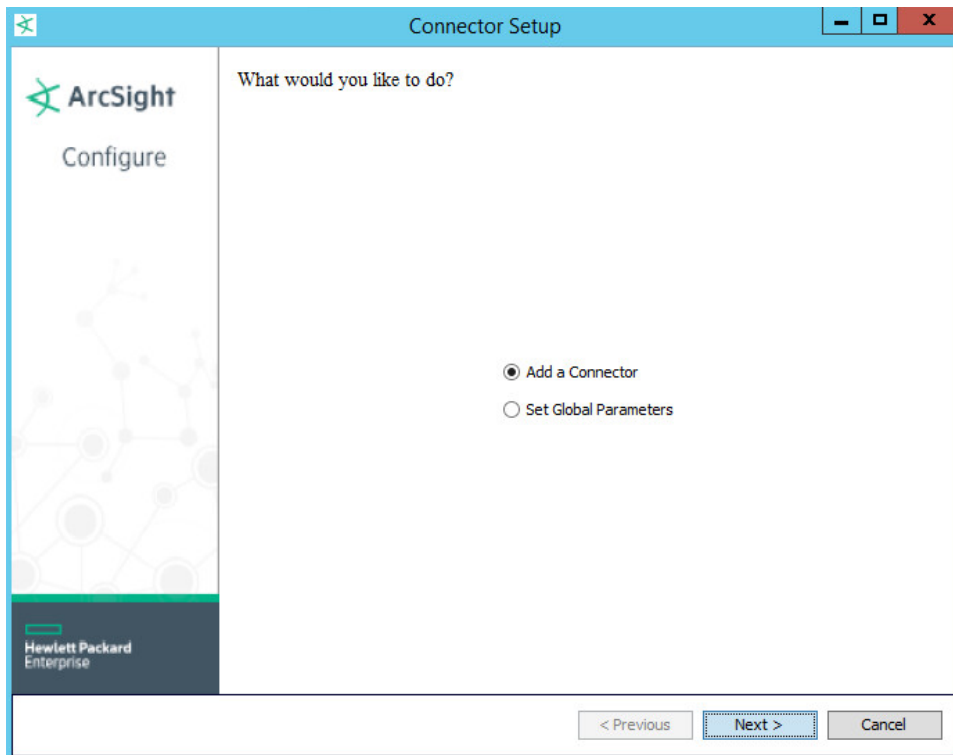 Connector Setup
ArcSight
Configure
What would you like to do?
Add a Connector
Set Global Parameters
Hewlett Packard
Enterprise
< Previous
Next >
Cancel